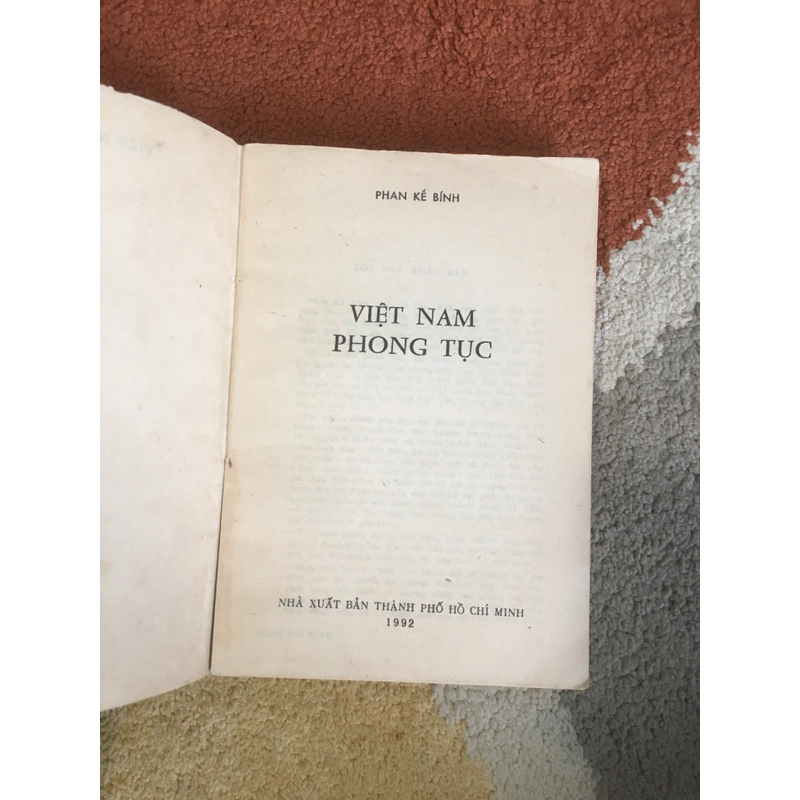 PHAN KẾ BÍNH
VIỆT NAM
PHONG TỤC
NHÀ XUẤT BẢN THÀNH PHỐ HỒ CHÍ MINH
1992